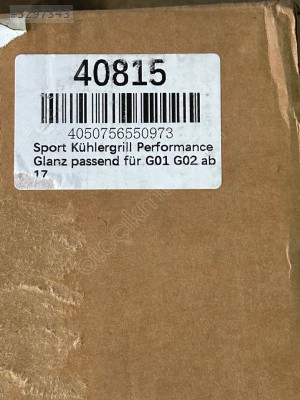 40815
4050756550973
Sport Kühlergrill Performance
Glanz passend für G01 G02 ab
17